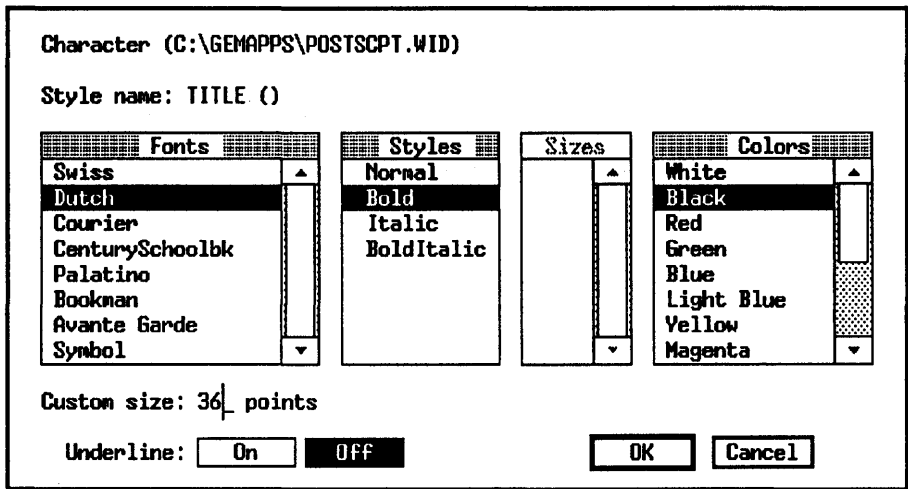 Character (C:\GEMAPPS\POSTSCPT.WID)
Style name: TITLE ()
Fonts
Swiss
Dutch
Courier
CenturySchoolbk
Palatino
Bookman
Avante Garde
Symbol
Styles
Normal
Bold
Italic
BoldItalic
Sizes
Colors
White
Black
Red
Green
Blue
Light Blue
Yellow
Magenta
Custom size: 36_ points
Underline: On Off
OK Cancel